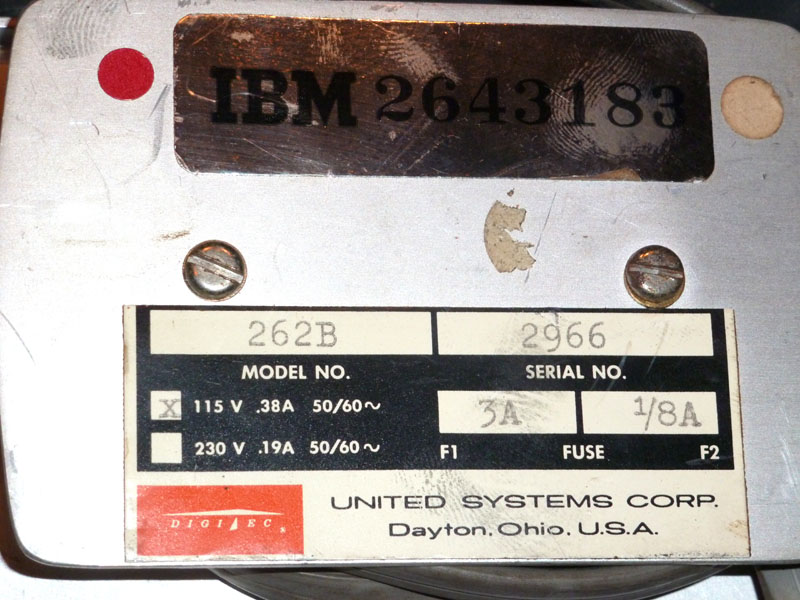 IBM 2643183
262B 2966
MODEL NO. SERIAL NO.
X 115 V .38A 50/60~ 3A 1/8A
230 V .19A 50/60~ F1 FUSE F2
DIGITEC UNITED SYSTEMS CORP.
Dayton, Ohio, U.S.A.